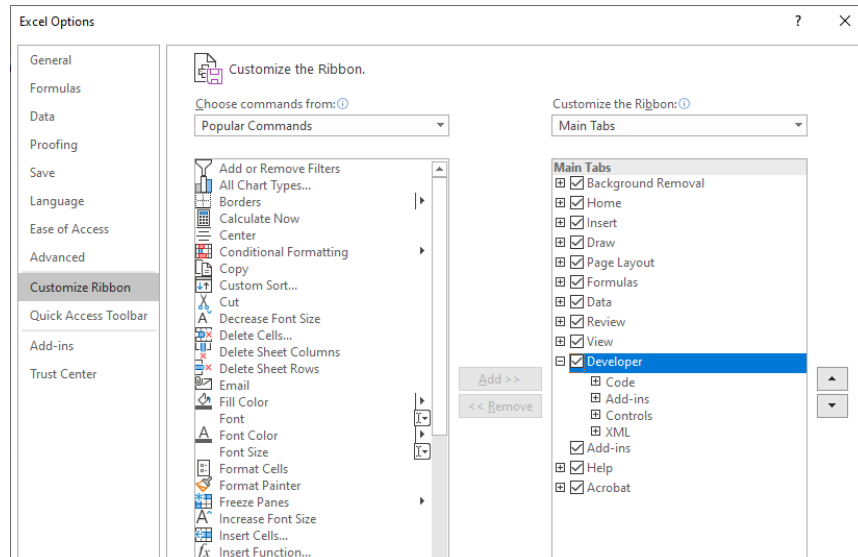 Excel Options
? ×
General
Formulas
Data
Proofing
Save
Language
Ease of Access
Advanced
Customize Ribbon
Quick Access Toolbar
Add-ins
Trust Center
Customize the Ribbon.
Choose commands from:
Popular Commands
Add or Remove Filters
All Chart Types...
Borders
Calculate Now
Center
Conditional Formatting
Copy
Custom Sort...
Cut
Decrease Font Size
Delete Cells...
Delete Sheet Columns
Delete Sheet Rows
Email
Fill Color
Font
Font Color
Font Size
Format Cells
Format Painter
Freeze Panes
Increase Font Size
Insert Cells...
Insert Function...
Add >>
<< Remove
Customize the Ribbon:
Main Tabs
Main Tabs
Background Removal
Home
Insert
Draw
Page Layout
Formulas
Data
Review
View
Developer
Code
Add-ins
Controls
XML
Add-ins
Help
Acrobat